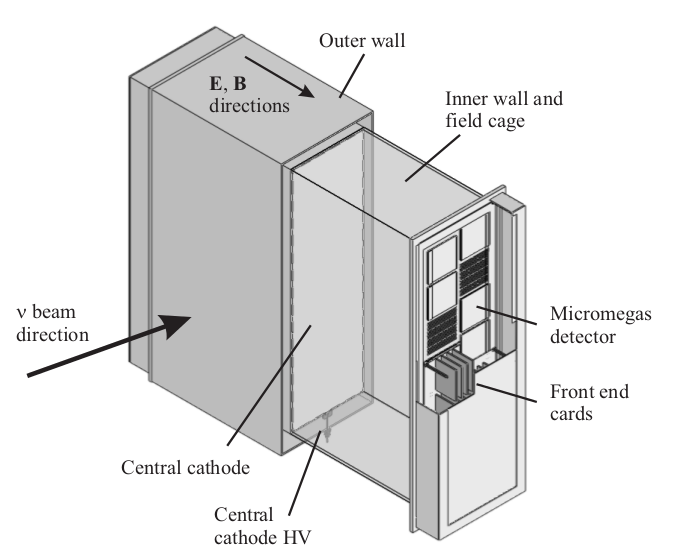 Outer wall
E, B
directions
Inner wall and
field cage
ν beam
direction
Micromegas
detector
Front end
cards
Central cathode
Central
cathode HV